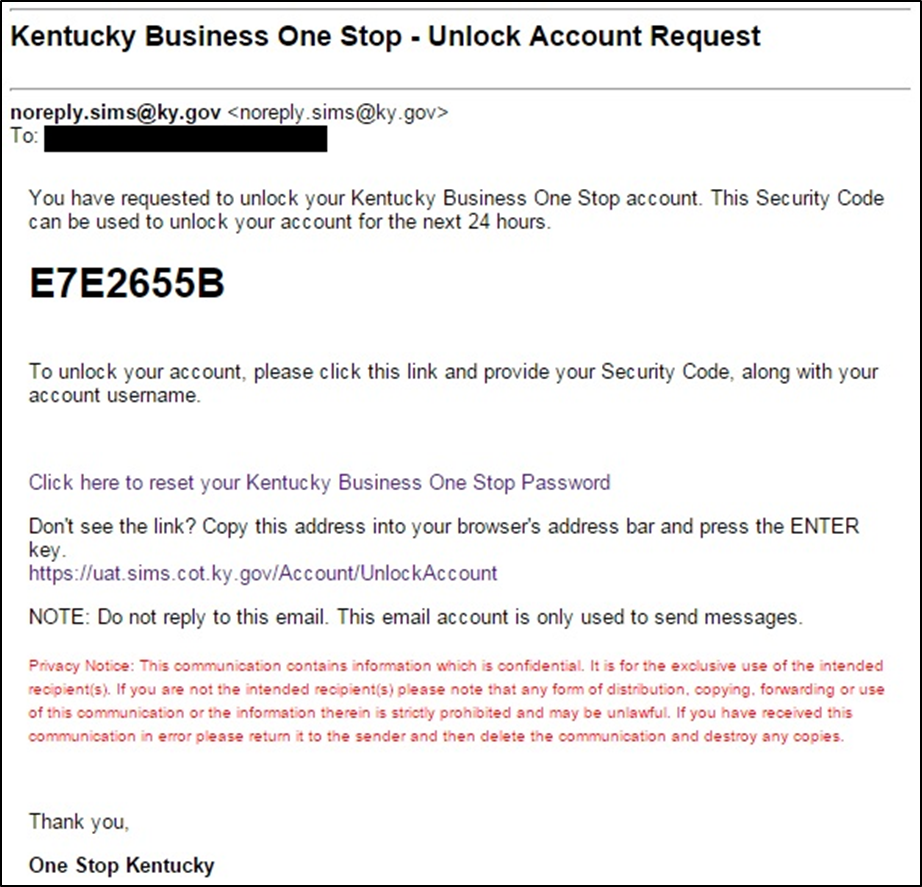 Kentucky Business One Stop - Unlock Account Request
noreply.sims@ky.gov <noreply.sims@ky.gov>
To:
You have requested to unlock your Kentucky Business One Stop account. This Security Code
can be used to unlock your account for the next 24 hours.
E7E2655B
To unlock your account, please click this link and provide your Security Code, along with your
account username.
Click here to reset your Kentucky Business One Stop Password
Don't see the link? Copy this address into your browser's address bar and press the ENTER
key.
https://uat.sims.cot.ky.gov/Account/UnlockAccount
NOTE: Do not reply to this email. This email account is only used to send messages.
Privacy Notice: This communication contains information which is confidential. It is for the exclusive use of the intended
recipient(s). If you are not the intended recipient(s) please note that any form of distribution, copying, forwarding or use
of this communication or the information therein is strictly prohibited and may be unlawful. If you have received this
communication in error please return it to the sender and then delete the communication and destroy any copies.
Thank you,
One Stop Kentucky